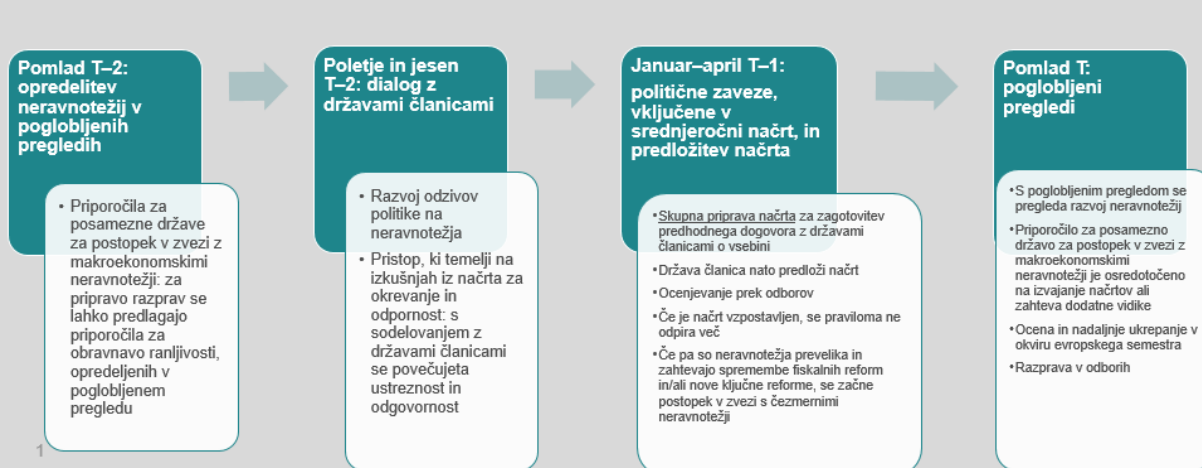 Pomlad T–2:
opredelitev
neravnotežij v
poglobljenih
pregledih
• Priporočila za
posamezne države
za postopek v zvezi z
makroekonomskimi
neravnotežji: za
pripravo razprav se
lahko predlagajo
priporočila za
obravnavo ranljivosti,
opredeljenih v
poglobljenem
pregledu
Poletje in jesen
T–2: dialog z
državami članicami
• Razvoj odzivov
politike na
neravnotežja
• Pristop, ki temelji na
izkušnjah iz načrta za
okrevanje in
odpornost: s
sodelovanjem z
državami članicami
se povečujeta
ustreznost in
odgovornost
Januar–april T–1:
politične zaveze,
vključene v
srednjeročni načrt, in
predložitev načrta
•Skupna priprava načrta za zagotovitev
predhodnega dogovora z državami
članicami o vsebini
•Država članica nato predloži načrt
•Ocenjevanje prek odborov
•Če je načrt vzpostavljen, se praviloma ne
odpira več
•Če pa so neravnotežja prevelika in
zahtevajo spremembe fiskalnih reform
in/ali nove ključne reforme, se začne
postopek v zvezi s čezmernimi
neravnotežji
Pomlad T:
poglobljeni
pregledi
•S poglobljenim pregledom se
pregleda razvoj neravnotežij
•Priporočilo za posamezno
državo za postopek v zvezi z
makroekonomskimi
neravnotežji je osredotočeno
na izvajanje načrtov ali
zahteva dodatne vidike
•Ocena in nadaljnje ukrepanje v
okviru evropskega semestra
•Razprava v odborih
1